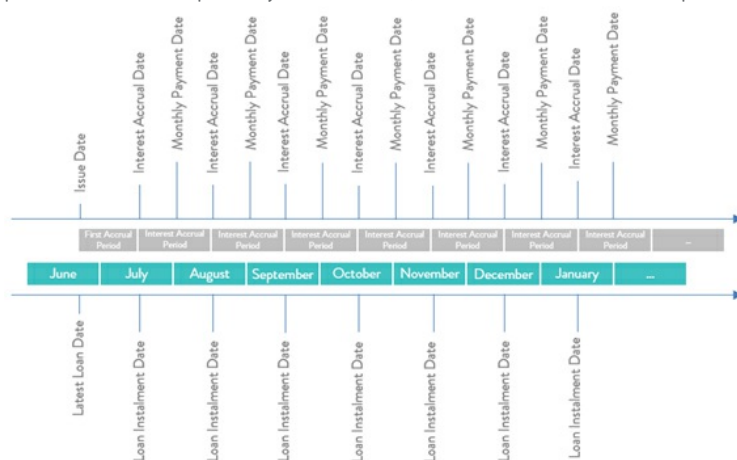 Issue Date
Interest Accrual Date
Monthly Payment Date
Interest Accrual Date
Monthly Payment Date
Interest Accrual Date
Monthly Payment Date
Interest Accrual Date
Monthly Payment Date
Interest Accrual Date
Monthly Payment Date
Interest Accrual Date
Monthly Payment Date
Interest Accrual Date
Monthly Payment Date
First Accrual
Period
Interest Accrual
Period
Interest Accrual
Period
Interest Accrual
Period
Interest Accrual
Period
Interest Accrual
Period
Interest Accrual
Period
Interest Accrual
Period
...
June
July
August
September
October
November
December
January
...
Latest Loan Date
Loan Instalment Date
Loan Instalment Date
Loan Instalment Date
Loan Instalment Date
Loan Instalment Date
Loan Instalment Date
Loan Instalment Date